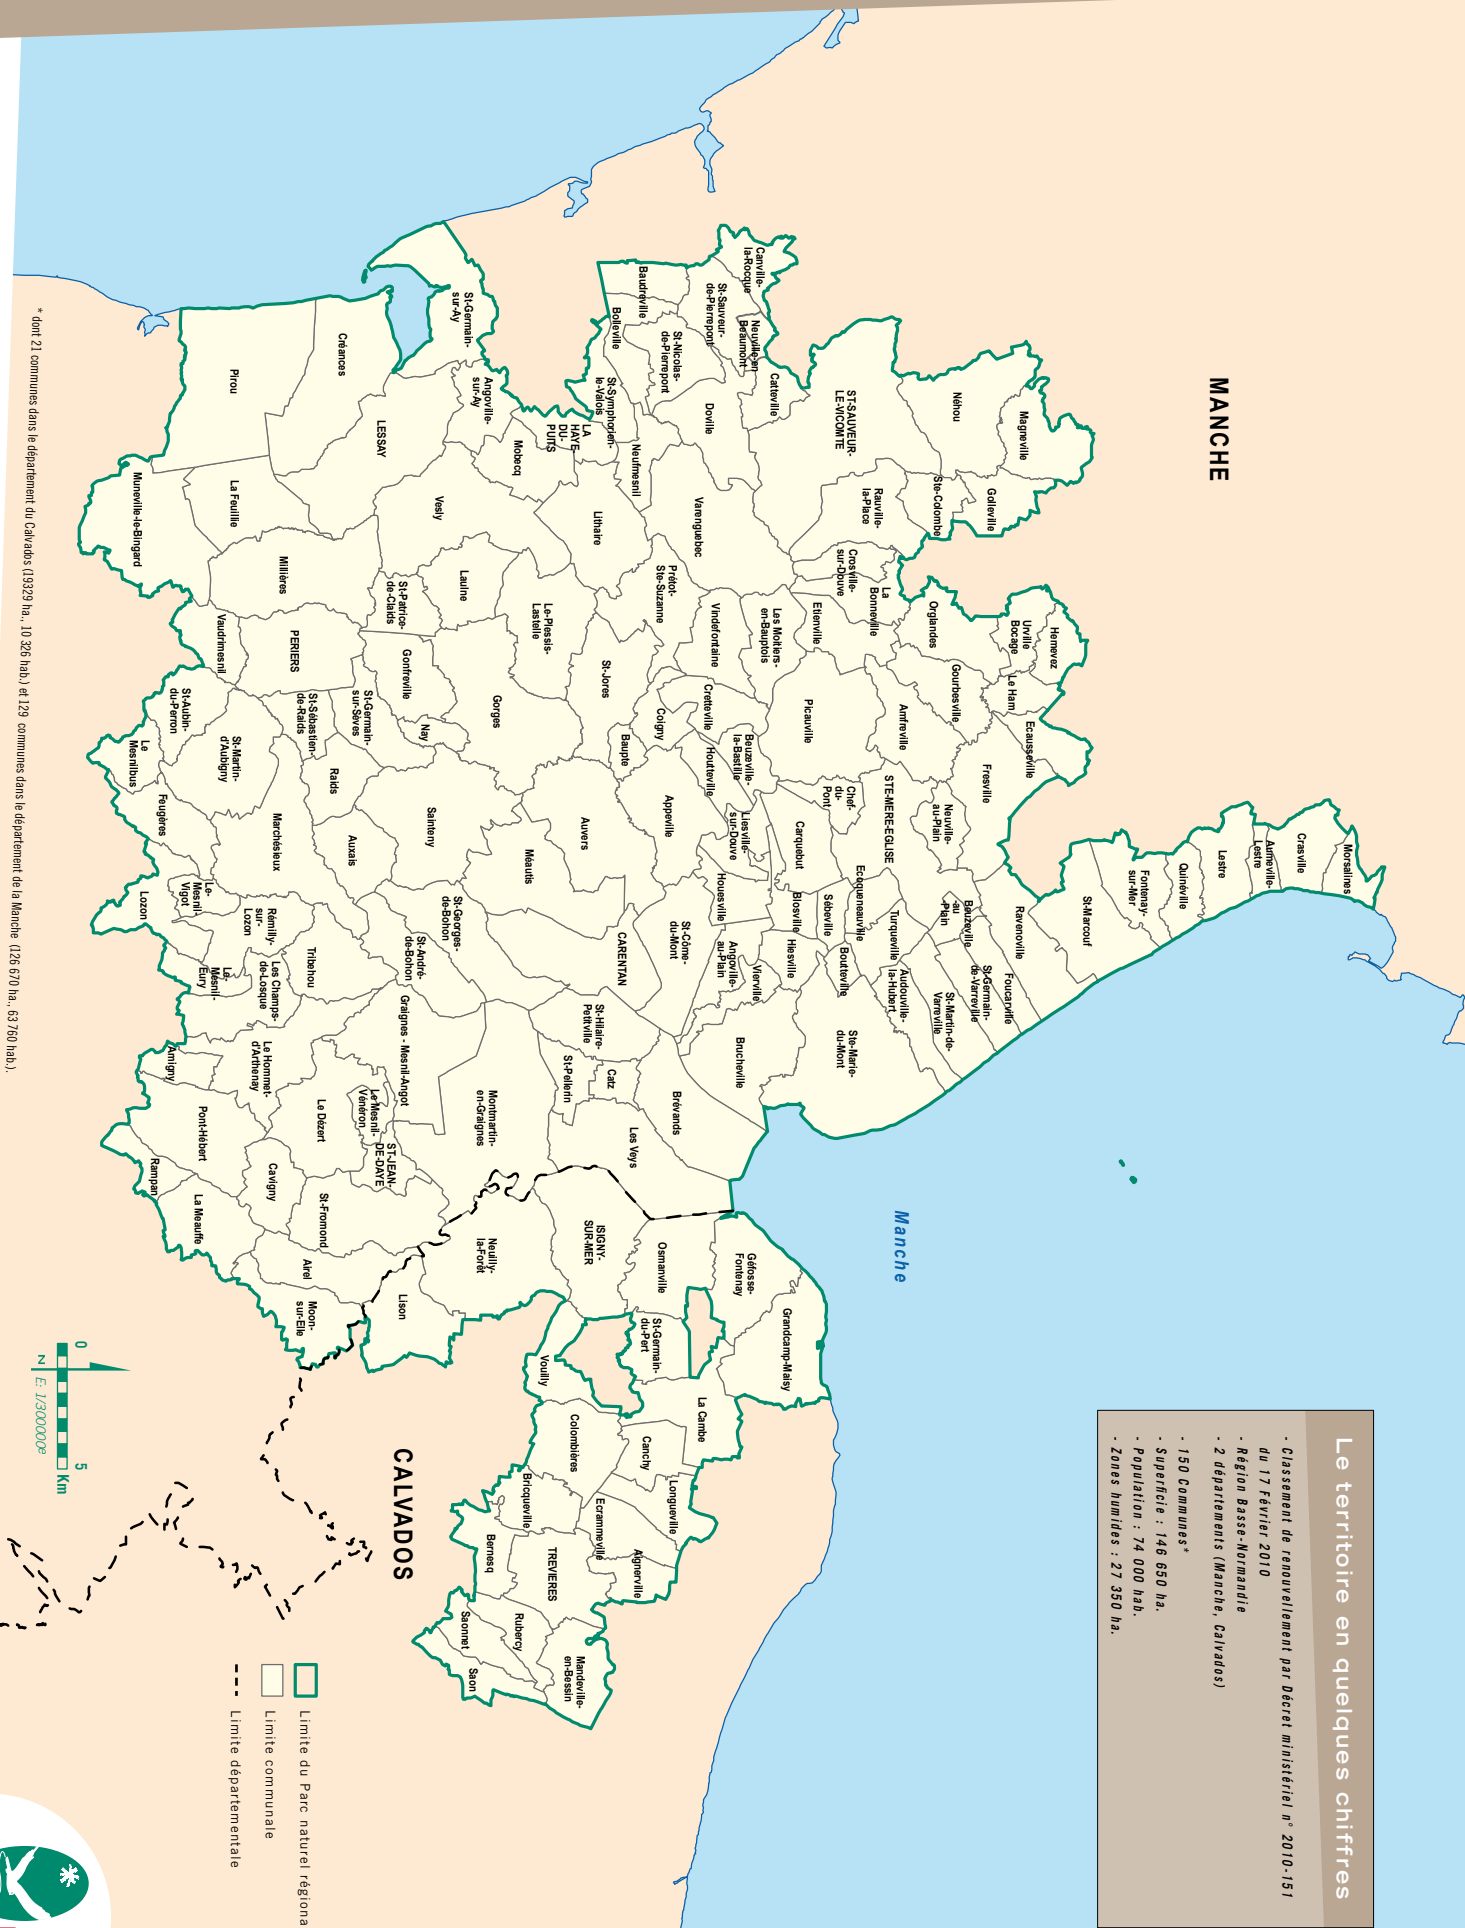 Le territoire en quelques chiffres
- Classement de renouvellement par Décret ministériel n° 2010-151
du 17 Février 2010
- Région Basse-Normandie
- 2 départements (Manche, Calvados)
- 150 Communes*
- Superficie : 146 650 ha.
- Population : 74 000 hab.
- Zones humides : 27 350 ha.
MANCHE
Manche
CALVADOS
Morsalines
Crasville
Aumeville-
Lestre
Lestre
Quinéville
Fontenay-
sur-Mer
St-Marcouf
Ravenoville
Foucarville
St-Germain-
de-Varreville
St-Martin-de-
Varreville
Beuzeville
-au
-Plain
Audouville-
la-Hubert
Turqueville
Ecoqueneauville
Sébeville
Boutteville
Ste-Marie-
du-Mont
Hiesville
Blosville
Vierville
Angoville-
au-Plain
Houesville
Brucheville
Hemevez
Urville
Bocage
Le Ham
Ecausseville
Orglandes
Gourbesville
Fresville
Amfreville
Neuville-
au-Plain
STE-MERE-EGLISE
Chef-
du-
Pont
Carquebut
Liesville-
sur-Douve
Picauville
Beuzeville-
la-Bastille
Houtteville
Cretteville
Coigny
Vindefontaine
Les Moitiers-
en-Bauptois
Etienville
La
Bonneville
Crosville-
sur-Douve
Rauville-
la-Place
Ste-Colombe
Golleville
Magneville
Néhou
ST-SAUVEUR-
LE-VICOMTE
Catteville
Neuville-en
Beaumont
Canville-
la-Rocque
St-Sauveur-
de-Pierrepont
St-Nicolas-
de-Pierrepont
Baudreville
Bolleville
Doville
St-Symphorien-
le-Valois
Neufmesnil
LA
HAYE-
DU-
PUITS
Varenguebec
Prétot-
Ste-Suzanne
Lithaire
Mobecq
Angoville-
sur-Ay
St-Germain-
sur-Ay
LESSAY
Créances
Pirou
Vesly
Laulne
St-Patrice-
de-Claids
Le-Plessis-
Lastelle
St-Jores
Baupte
Appeville
Auvers
Méautis
CARENTAN
St-Côme-
du-Mont
Gorges
Gonfreville
Nay
St-Germain-
sur-Sèves
St-Sébastien-
de-Raids
PERIERS
Millières
La Feuillie
Muneville-le-Bingard
Vaudrimesnil
St-Aubin-
du-Perron
Le
Mesnilbus
St-Martin-
d'Aubigny
Feugères
Raids
Marchésieux
Auxais
Sainteny
St-Georges-
de-Bohon
St-André-
de-Bohon
Lozon
Le-
Mesnil-
Vigot
Rémilly-
sur-
Lozon
Tribehou
Les Champs-
de-Losque
Le-
Mesnil-
Eury
Graignes - Mesnil-Angot
Le Hommet-
d'Arthenay
Amigny
Pont-Hébert
Le Dézert
Le Mesnil-
Vénéron
ST-JEAN-
DE-DAYE
Cavigny
Rampan
La Meauffe
St-Fromond
Airel
Moon-
sur-Elle
Montmartin-
en-Graignes
St-Hilaire-
Petitville
St-Pellerin
Catz
Les Veys
Brévands
Neuilly-
la-Forêt
Lison
ISIGNY-
SUR-MER
Osmanville
Géfosse-
Fontenay
Grandcamp-Maisy
St-Germain-
du-Pert
La Cambe
Vouilly
Colombières
Canchy
Longueville
Ecrammeville
Bricqueville
Bernesq
TREVIERES
Aignerville
Rubercy
Saonnet
Saon
Mandeville-
en-Bessin
Limite du Parc naturel régiona
Limite communale
Limite départementale
0 5 Km
N
E: 1/300000e
* dont 21 communes dans le département du Calvados (19329 ha., 10 326 hab.) et 129 communes dans le département de la Manche (126 670 ha., 63 760 hab.).